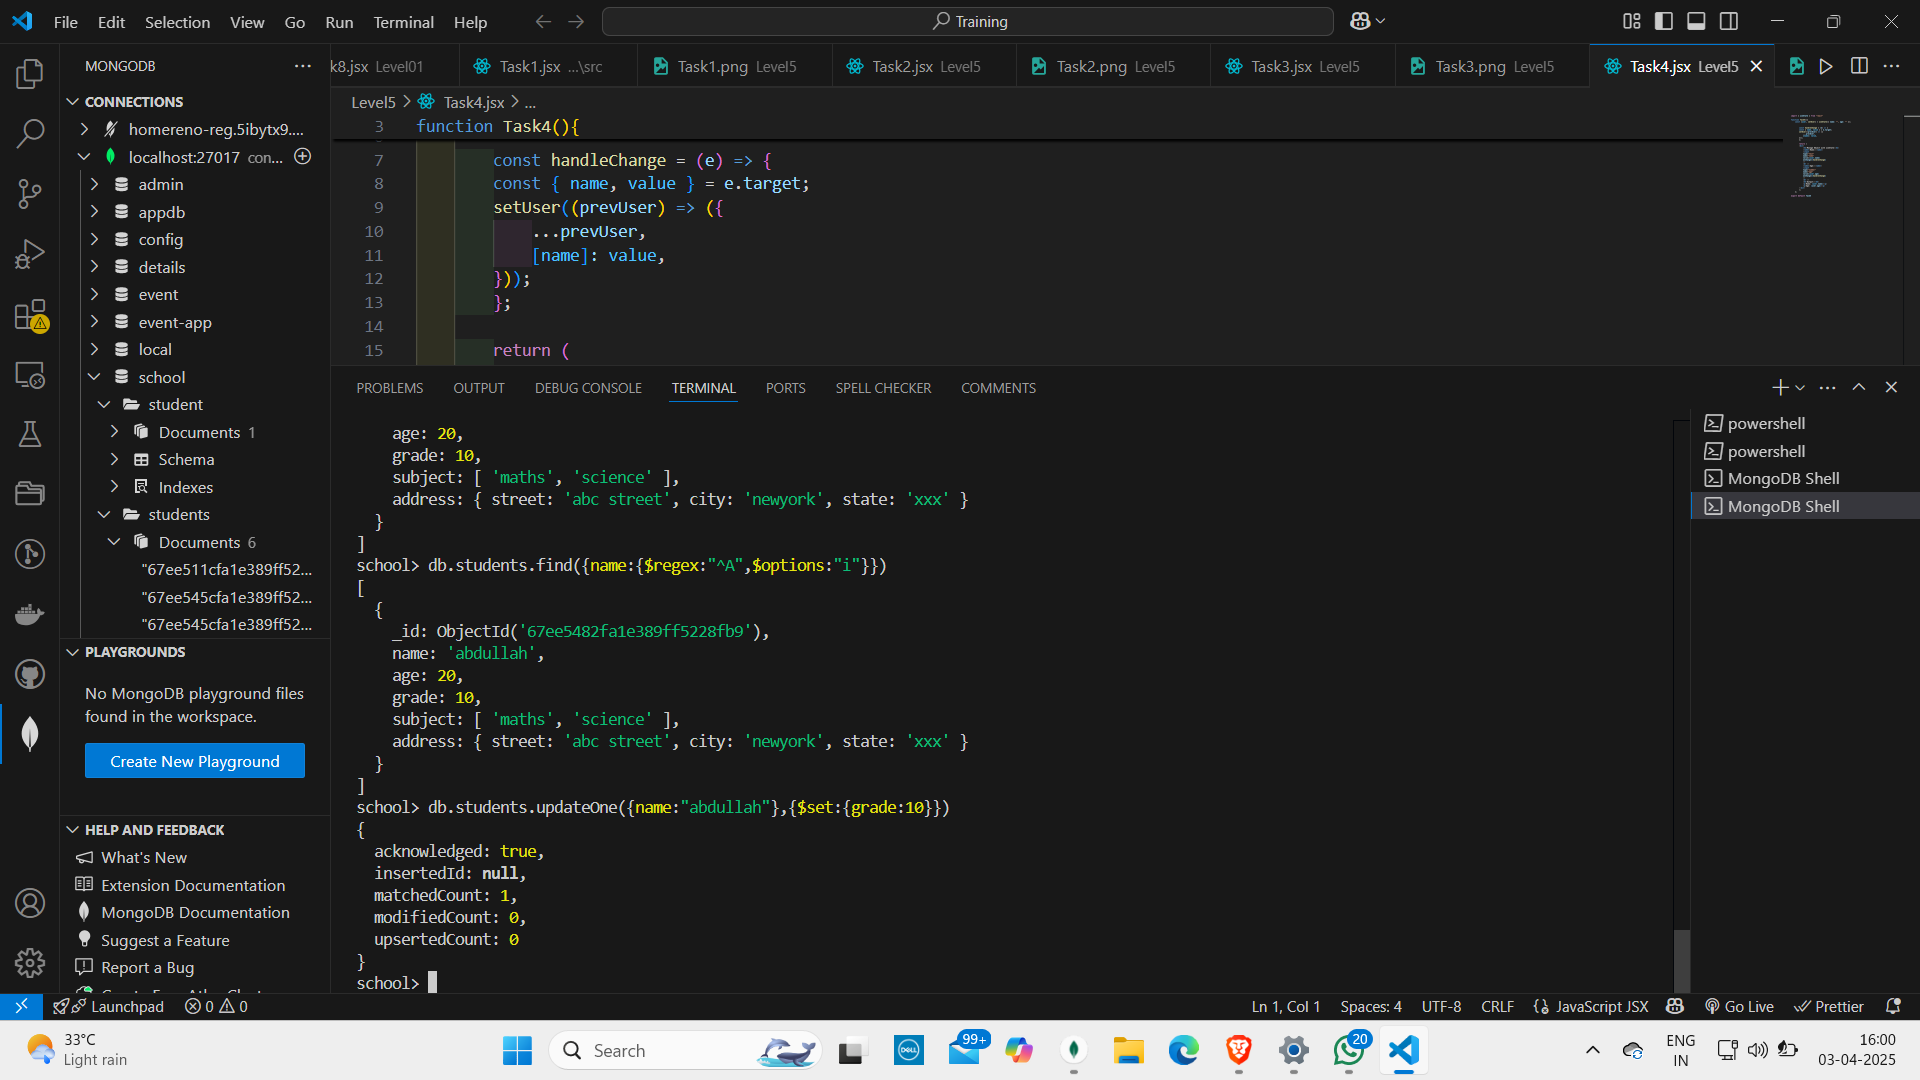 File Edit Selection View Go Run Terminal Help
Training
MONGODB
k8.jsx Level01
Task1.jsx ...\src
Task1.png Level5
Task2.jsx Level5
Task2.png Level5
Task3.jsx Level5
Task3.png Level5
Task4.jsx Level5
CONNECTIONS
homereno-reg.5ibytx9....
localhost:27017 con...
admin
appdb
config
details
event
event-app
local
school
student
Documents 1
Schema
Indexes
students
Documents 6
"67ee511cfa1e389ff52...
"67ee545cfa1e389ff52...
"67ee545cfa1e389ff52...
PLAYGROUNDS
No MongoDB playground files
found in the workspace.
Create New Playground
HELP AND FEEDBACK
What's New
Extension Documentation
MongoDB Documentation
Suggest a Feature
Report a Bug
Level5 > Task4.jsx > ...
3 function Task4(){
7 const handleChange = (e) => {
8 const { name, value } = e.target;
9 setUser((prevUser) => ({
10 ...prevUser,
11 [name]: value,
12 }));
13 };
14
15 return (
PROBLEMS OUTPUT DEBUG CONSOLE TERMINAL PORTS SPELL CHECKER COMMENTS
age: 20,
grade: 10,
subject: [ 'maths', 'science' ],
address: { street: 'abc street', city: 'newyork', state: 'xxx' }
}
]
school> db.students.find({name:{$regex:"^A",$options:"i"}})
[
{
_id: ObjectId('67ee5482fa1e389ff5228fb9'),
name: 'abdullah',
age: 20,
grade: 10,
subject: [ 'maths', 'science' ],
address: { street: 'abc street', city: 'newyork', state: 'xxx' }
}
]
school> db.students.updateOne({name:"abdullah"},{$set:{grade:10}})
{
acknowledged: true,
insertedId: null,
matchedCount: 1,
modifiedCount: 0,
upsertedCount: 0
}
school>
powershell
powershell
MongoDB Shell
MongoDB Shell
Launchpad 0 0
Ln 1, Col 1 Spaces: 4 UTF-8 CRLF JavaScript JSX Go Live Prettier
33°C
Light rain
Search
DELL
99+
20
ENG
IN
16:00
03-04-2025